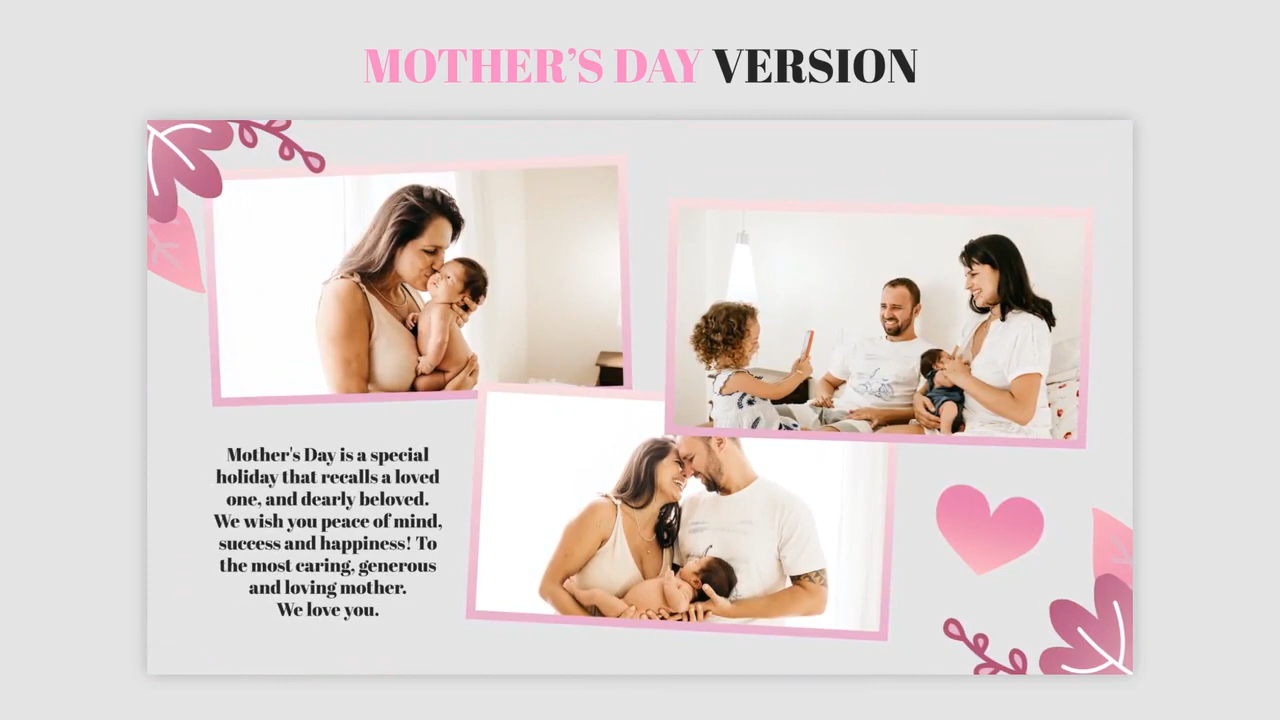 MOTHER’S DAY VERSION
Mother's Day is a special
holiday that recalls a loved
one, and dearly beloved.
We wish you peace of mind,
success and happiness! To
the most caring, generous
and loving mother.
We love you.